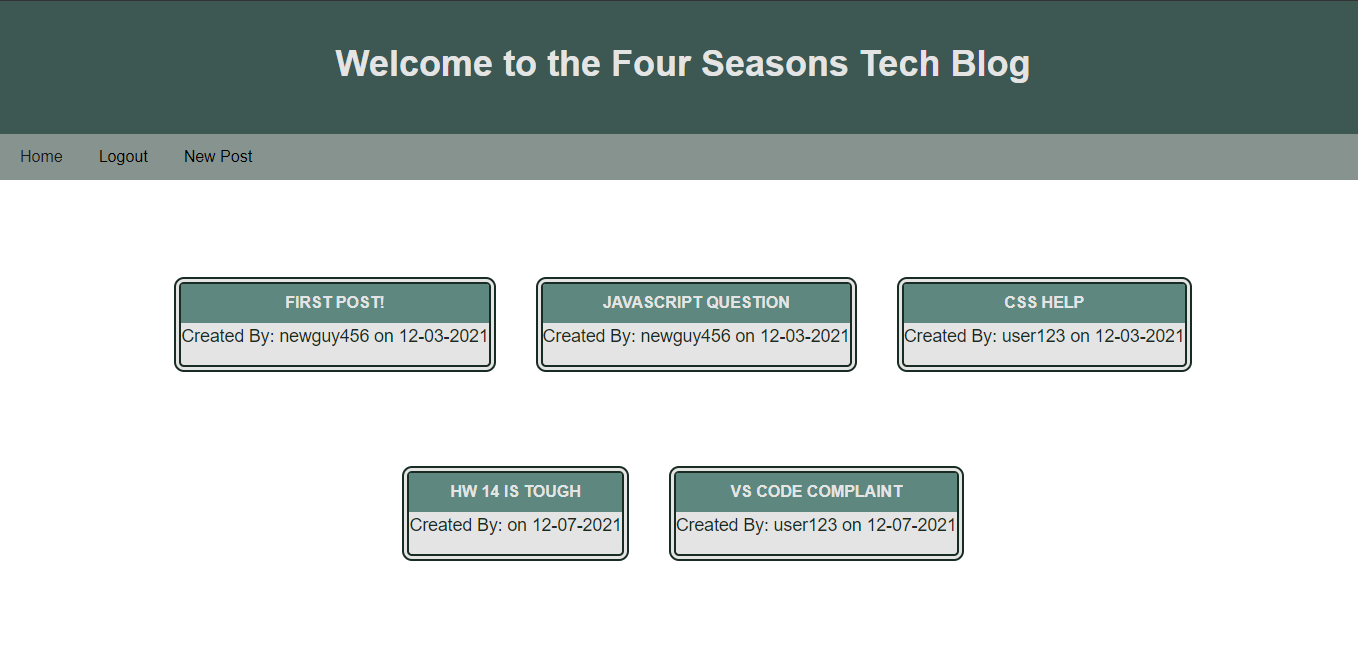 Welcome to the Four Seasons Tech Blog
Home Logout New Post
FIRST POST!
Created By: newguy456 on 12-03-2021
JAVASCRIPT QUESTION
Created By: newguy456 on 12-03-2021
CSS HELP
Created By: user123 on 12-03-2021
HW 14 IS TOUGH
Created By: on 12-07-2021
VS CODE COMPLAINT
Created By: user123 on 12-07-2021